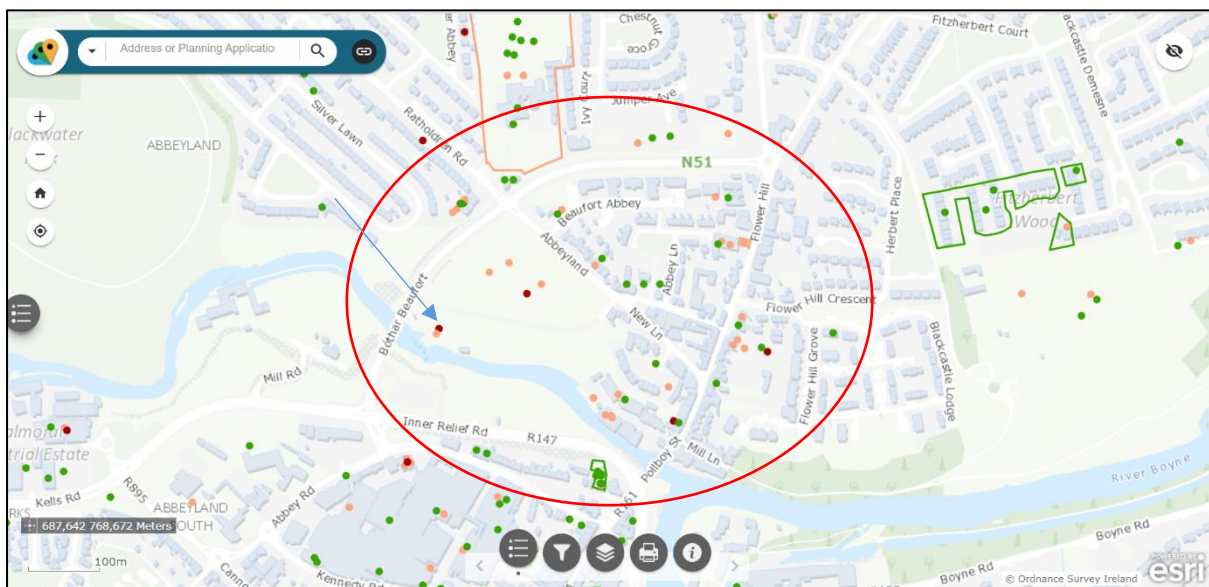 Address or Planning Applicatio
Chestnut
Grove
Fitzherbert Court
Blackcastle Demesne
Abbey
Silver Lawn
Ratholdren Rd
Ivy Court
Juniper Ave
ABBEYLAND
N51
Herbert Place
Fitzherbert
Wood
Beaufort Abbey
Flower Hill
Abbeyland
Abbey Ln
Bóthar Beaufort
New Ln
Flower Hill Crescent
Flower Hill Grove
Blackcastle Lodge
Mill Rd
Inner Relief Rd
R147
Mill Ln
Pollboy St
River Boyne
Kells Rd
R895
Abbey Rd
R161
ABBEYLAND
SOUTH
687,642 768,672 Meters
100m
Kennedy Rd
Boyne Rd
Boyne Rd
POWERED BY
esri
© Ordnance Survey Ireland